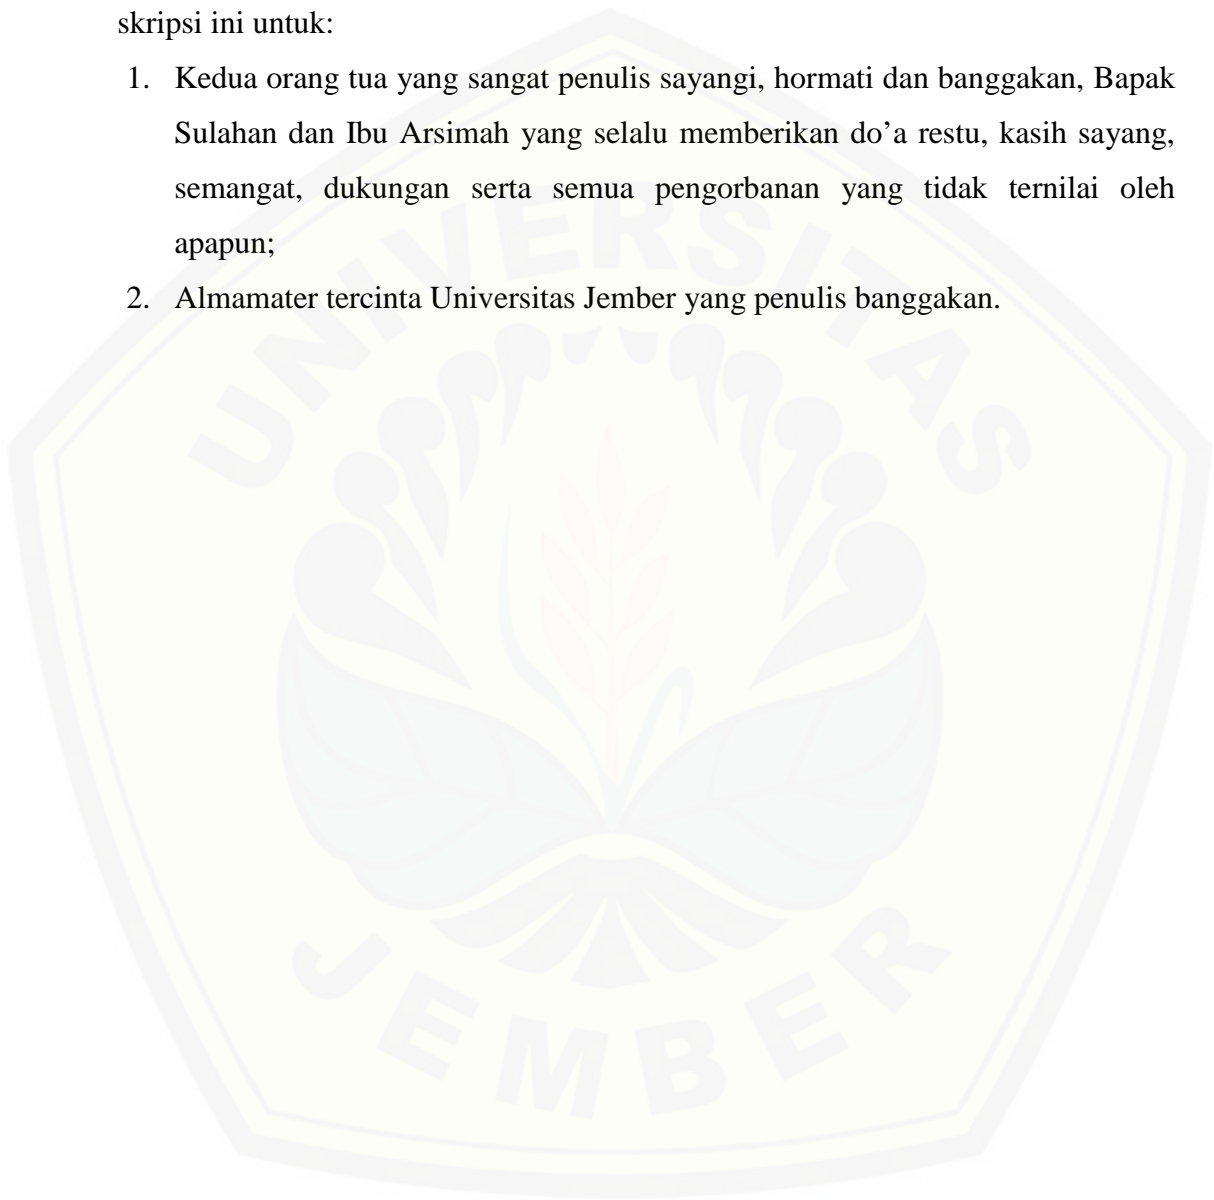 skripsi ini untuk:
1. Kedua orang tua yang sangat penulis sayangi, hormati dan banggakan, Bapak
Sulahan dan Ibu Arsimah yang selalu memberikan do’a restu, kasih sayang,
semangat, dukungan serta semua pengorbanan yang tidak ternilai oleh
apapun;
2. Almamater tercinta Universitas Jember yang penulis banggakan.
UNIVERSITAS
JEMBER